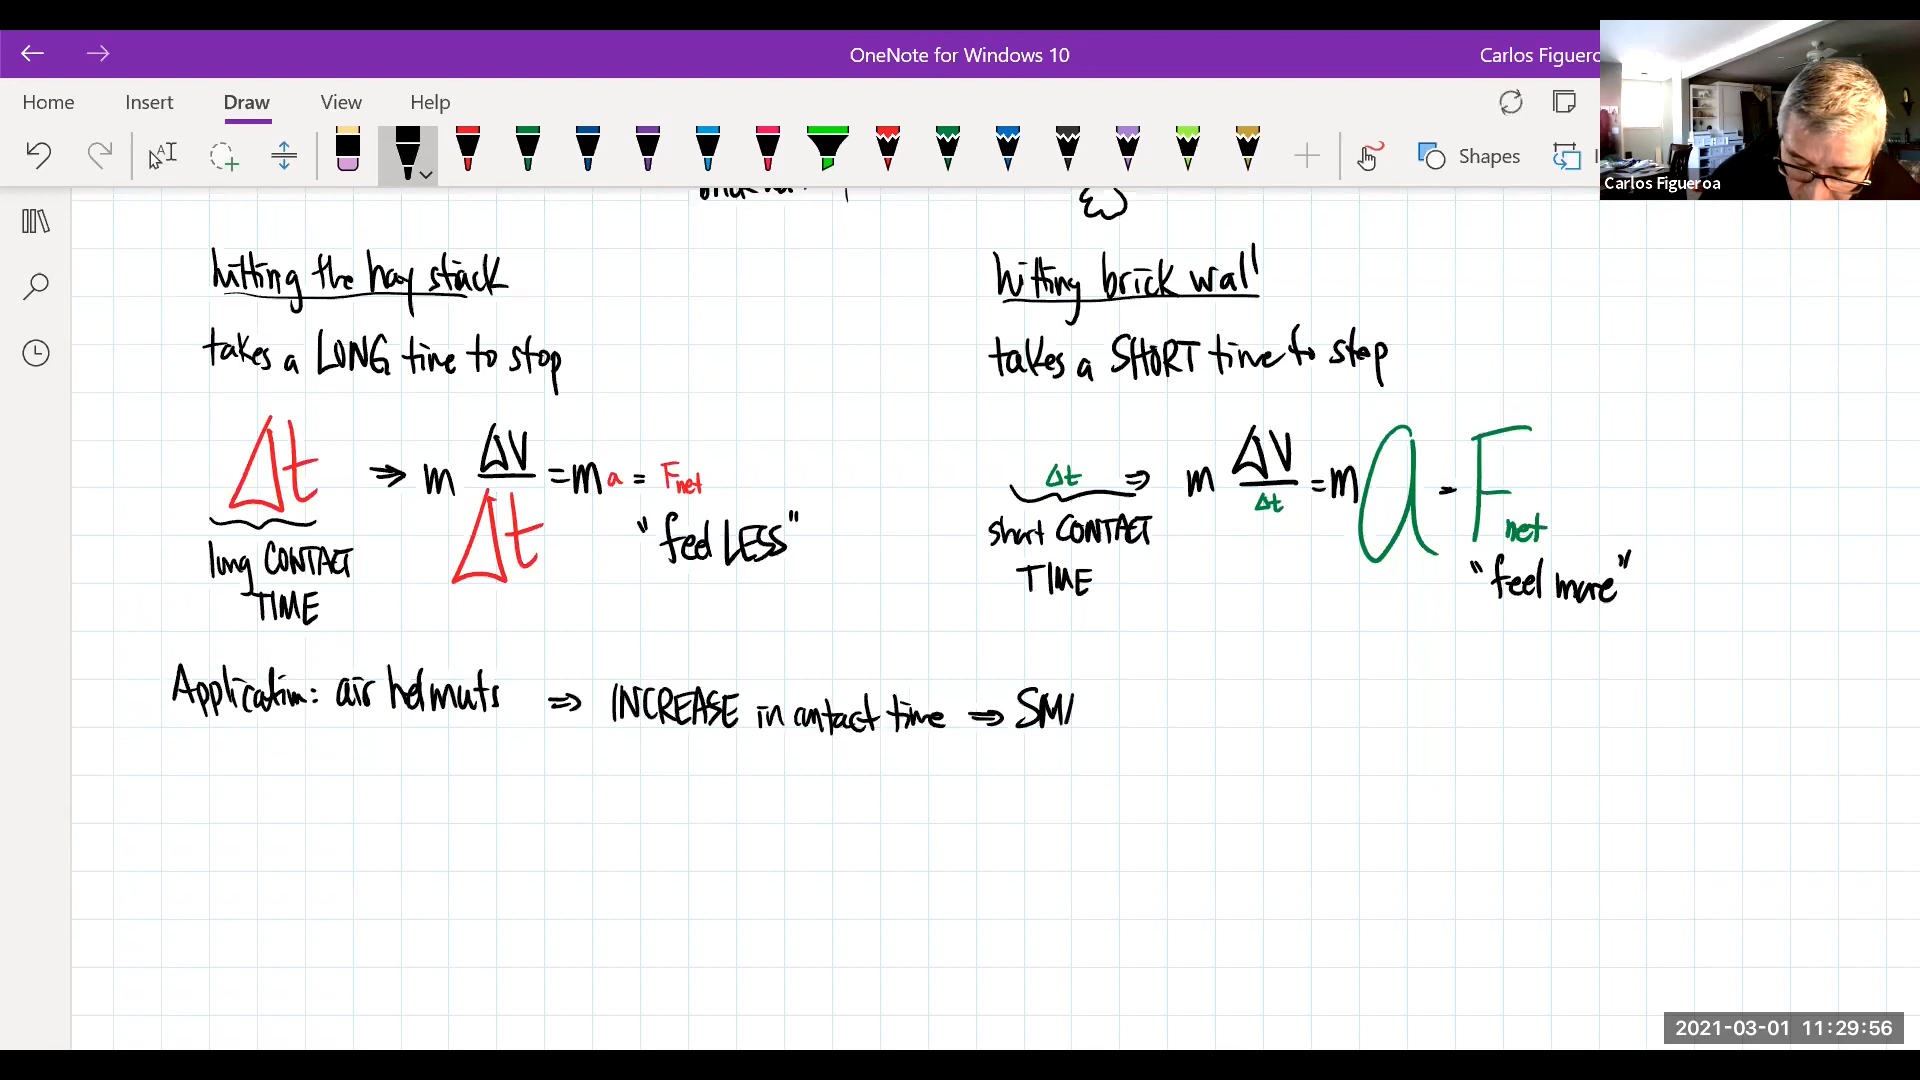 OneNote for Windows 10
Carlos Figuero
Home Insert Draw View Help
Shapes
Carlos Figueroa
hitting the hay stack
takes a LONG time to stop
Δt ⇒ m ΔV/Δt = ma = Fnet
"feel LESS"
long CONTACT
TIME
hitting brick wall
takes a SHORT time to stop
Δt ⇒ m ΔV/Δt = ma = Fnet
short CONTACT
TIME
"feel more"
Application: air helmuts ⇒ INCREASE in contact time ⇒ SM
2021-03-01 11:29:56